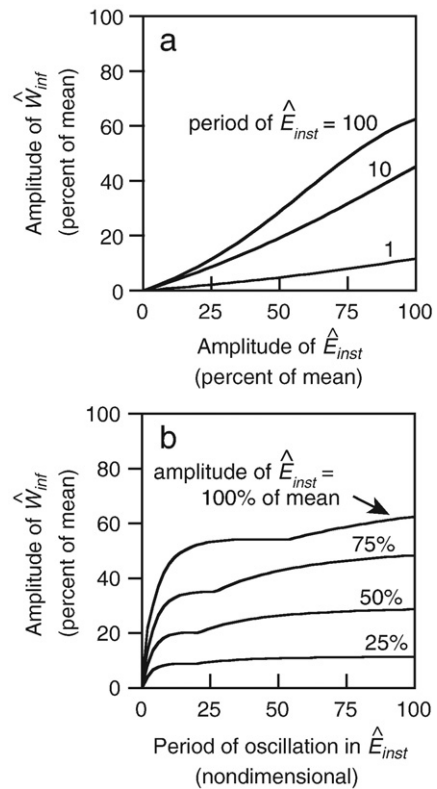 a
100
80
60
40
20
0
Amplitude of Ŵinf
(percent of mean)
period of Êinst = 100
10
1
0 25 50 75 100
Amplitude of Êinst
(percent of mean)
b
100
80
60
40
20
0
Amplitude of Ŵinf
(percent of mean)
amplitude of Êinst =
100% of mean
75%
50%
25%
0 25 50 75 100
Period of oscillation in Êinst
(nondimensional)